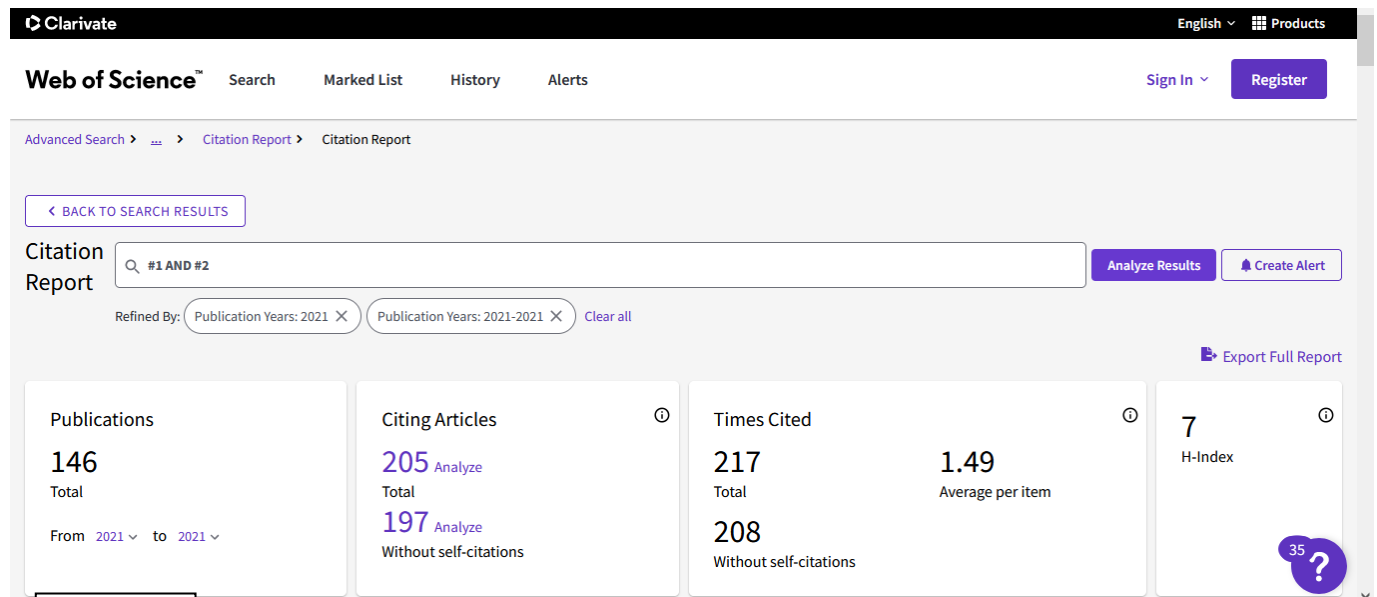 Clarivate
English
Products
Web of Science™
Search
Marked List
History
Alerts
Sign In
Register
Advanced Search > ... > Citation Report > Citation Report
< BACK TO SEARCH RESULTS
Citation Report
#1 AND #2
Analyze Results
Create Alert
Refined By:
Publication Years: 2021 ×
Publication Years: 2021-2021 ×
Clear all
Export Full Report
Publications
146
Total
From 2021 to 2021
Citing Articles
205 Analyze
Total
197 Analyze
Without self-citations
Times Cited
217
Total
208
Without self-citations
1.49
Average per item
7
H-Index
35
?